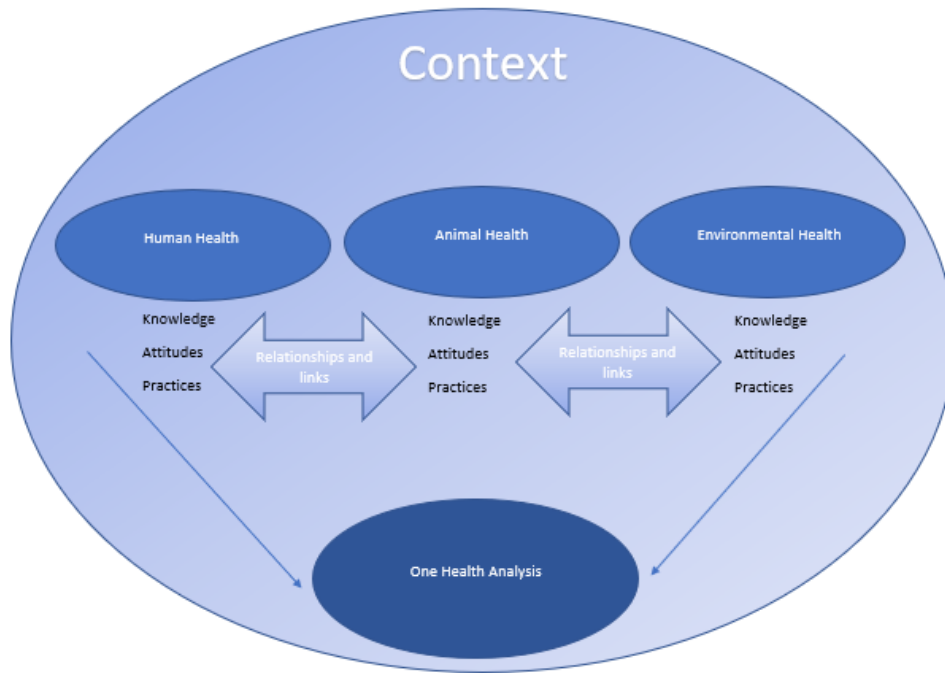 Context
Human Health
Animal Health
Environmental Health
Knowledge
Attitudes
Practices
Relationships and
links
Knowledge
Attitudes
Practices
Relationships and
links
Knowledge
Attitudes
Practices
One Health Analysis